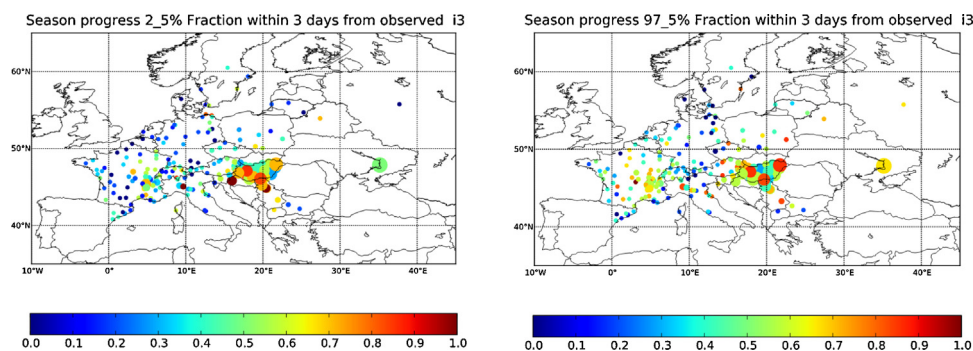 Season progress 2_5% Fraction within 3 days from observed i3
60°N
50°N
40°N
10°W 0° 10°E 20°E 30°E 40°E
0.0 0.1 0.2 0.3 0.4 0.5 0.6 0.7 0.8 0.9 1.0
Season progress 97_5% Fraction within 3 days from observed i3
60°N
50°N
40°N
10°W 0° 10°E 20°E 30°E 40°E
0.0 0.1 0.2 0.3 0.4 0.5 0.6 0.7 0.8 0.9 1.0